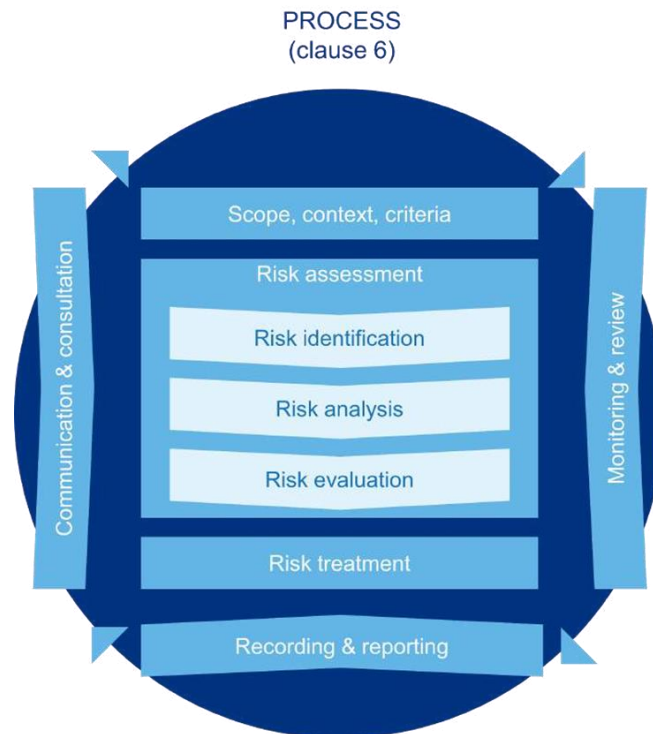 PROCESS
(clause 6)
Scope, context, criteria
Risk assessment
Risk identification
Risk analysis
Risk evaluation
Risk treatment
Recording & reporting
Communication & consultation
Monitoring & review